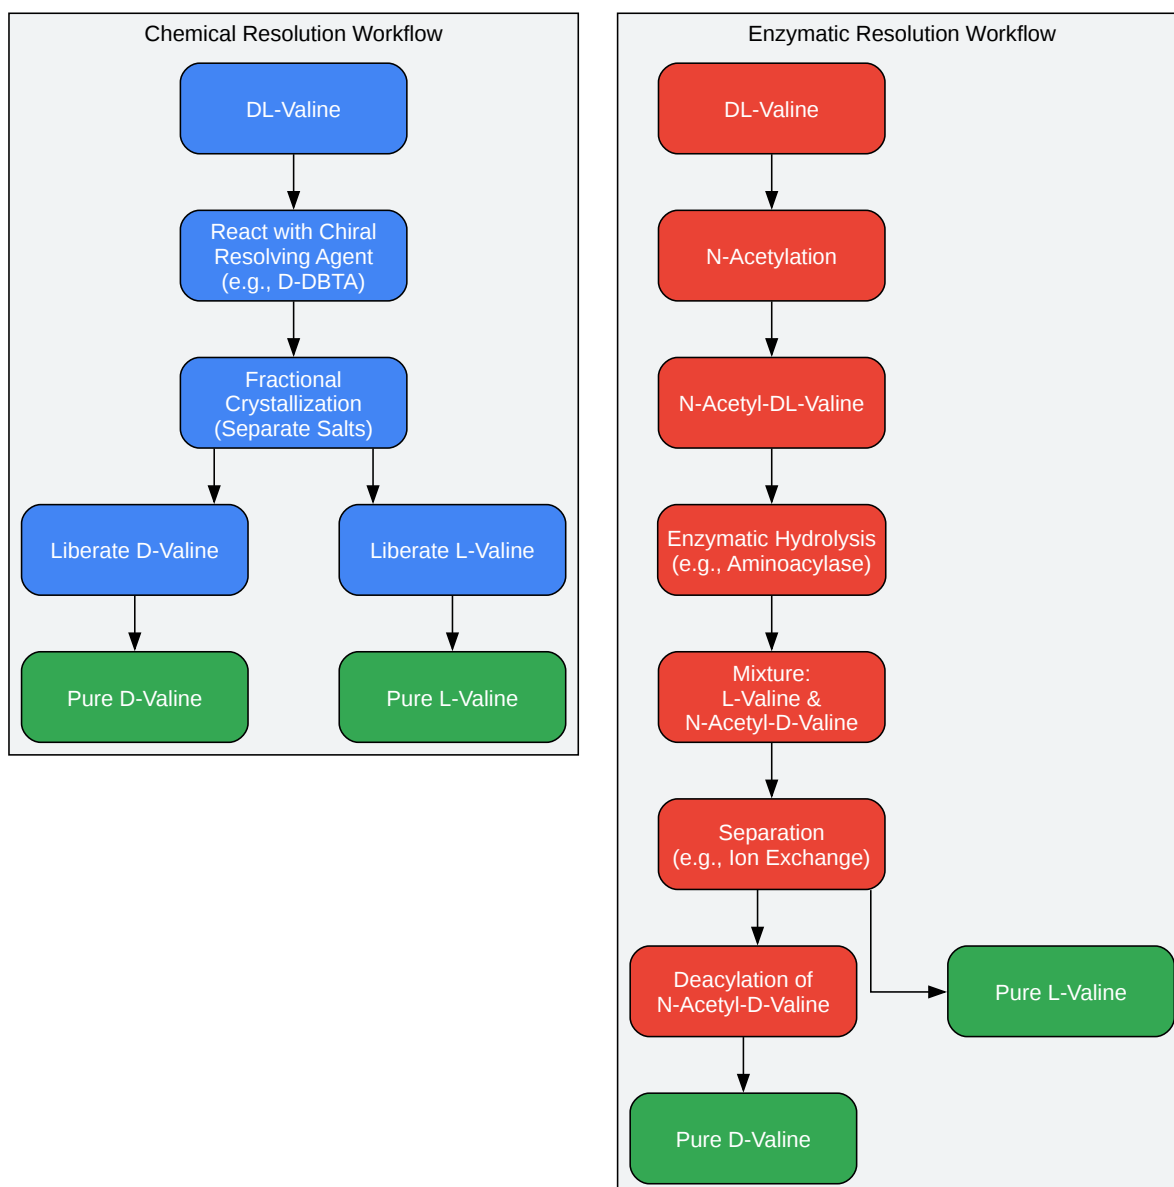 Chemical Resolution Workflow
DL-Valine
React with Chiral
Resolving Agent
(e.g., D-DBTA)
Fractional
Crystallization
(Separate Salts)
Liberate D-Valine
Liberate L-Valine
Pure D-Valine
Pure L-Valine
Enzymatic Resolution Workflow
DL-Valine
N-Acetylation
N-Acetyl-DL-Valine
Enzymatic Hydrolysis
(e.g., Aminoacylase)
Mixture:
L-Valine &
N-Acetyl-D-Valine
Separation
(e.g., Ion Exchange)
Deacylation of
N-Acetyl-D-Valine
Pure L-Valine
Pure D-Valine